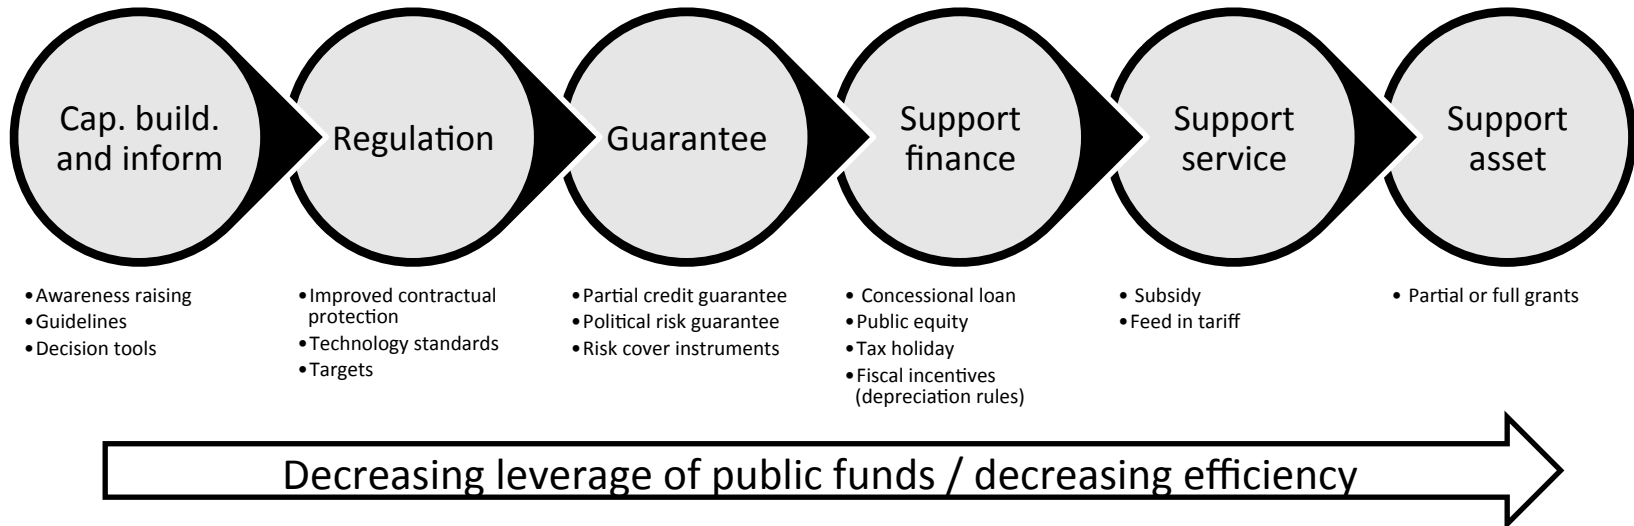 Cap. build.
and inform
Regulation
Guarantee
Support
finance
Support
service
Support
asset
•Awareness raising
•Guidelines
•Decision tools
•Improved contractual
protection
•Technology standards
•Targets
•Partial credit guarantee
•Political risk guarantee
•Risk cover instruments
• Concessional loan
•Public equity
•Tax holiday
•Fiscal incentives
(depreciation rules)
• Subsidy
•Feed in tariff
• Partial or full grants
Decreasing leverage of public funds / decreasing efficiency